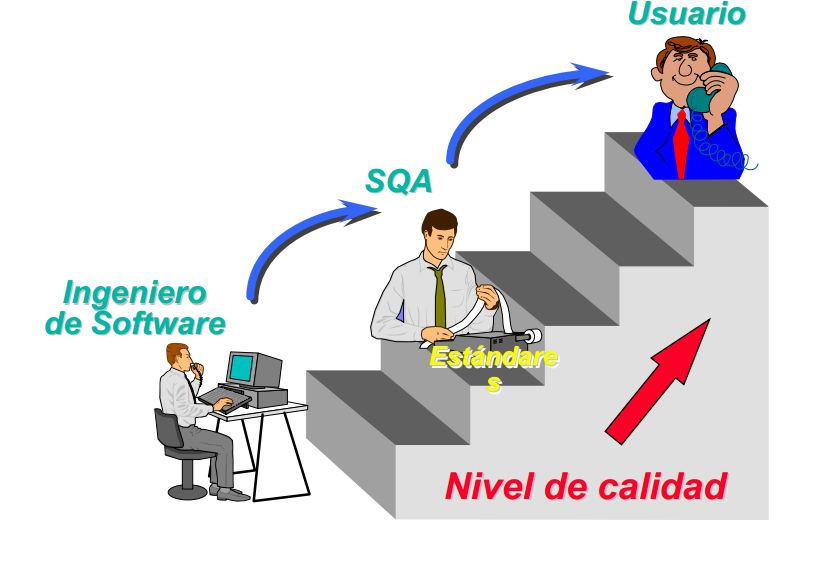 Usuario
SQA
Ingeniero
de Software
Estándare
s
Nivel de calidad